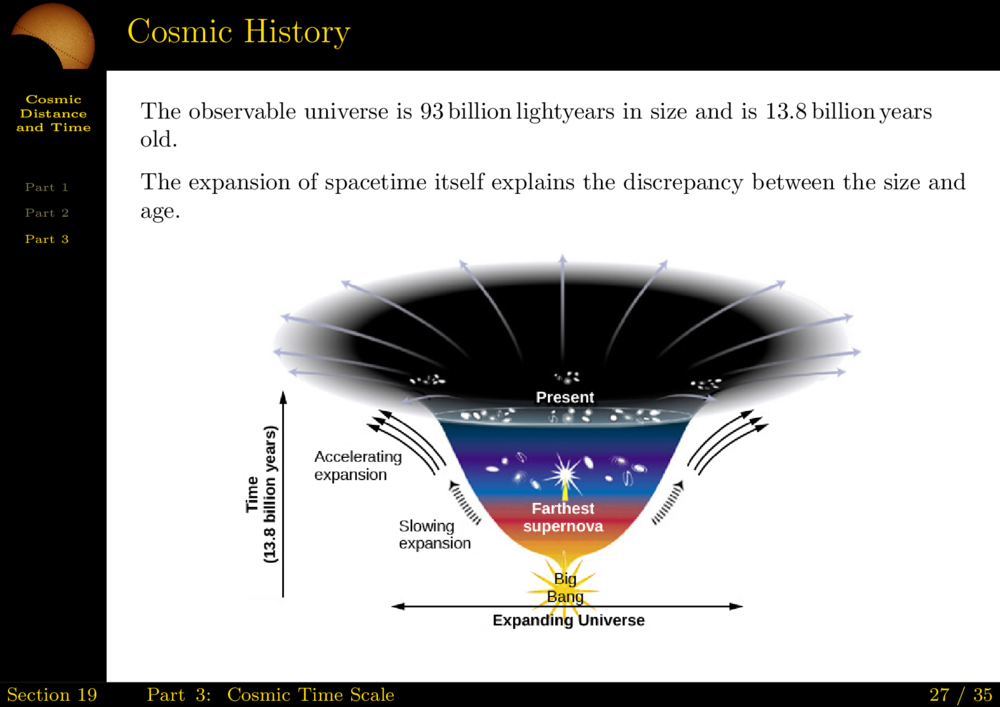 Cosmic History
Cosmic
Distance
and Time
Part 1
Part 2
Part 3
The observable universe is 93 billion lightyears in size and is 13.8 billion years
old.
The expansion of spacetime itself explains the discrepancy between the size and
age.
Present
Accelerating
expansion
Time
(13.8 billion years)
Farthest
supernova
Slowing
expansion
Big
Bang
Expanding Universe
Section 19
Part 3: Cosmic Time Scale
27 / 35